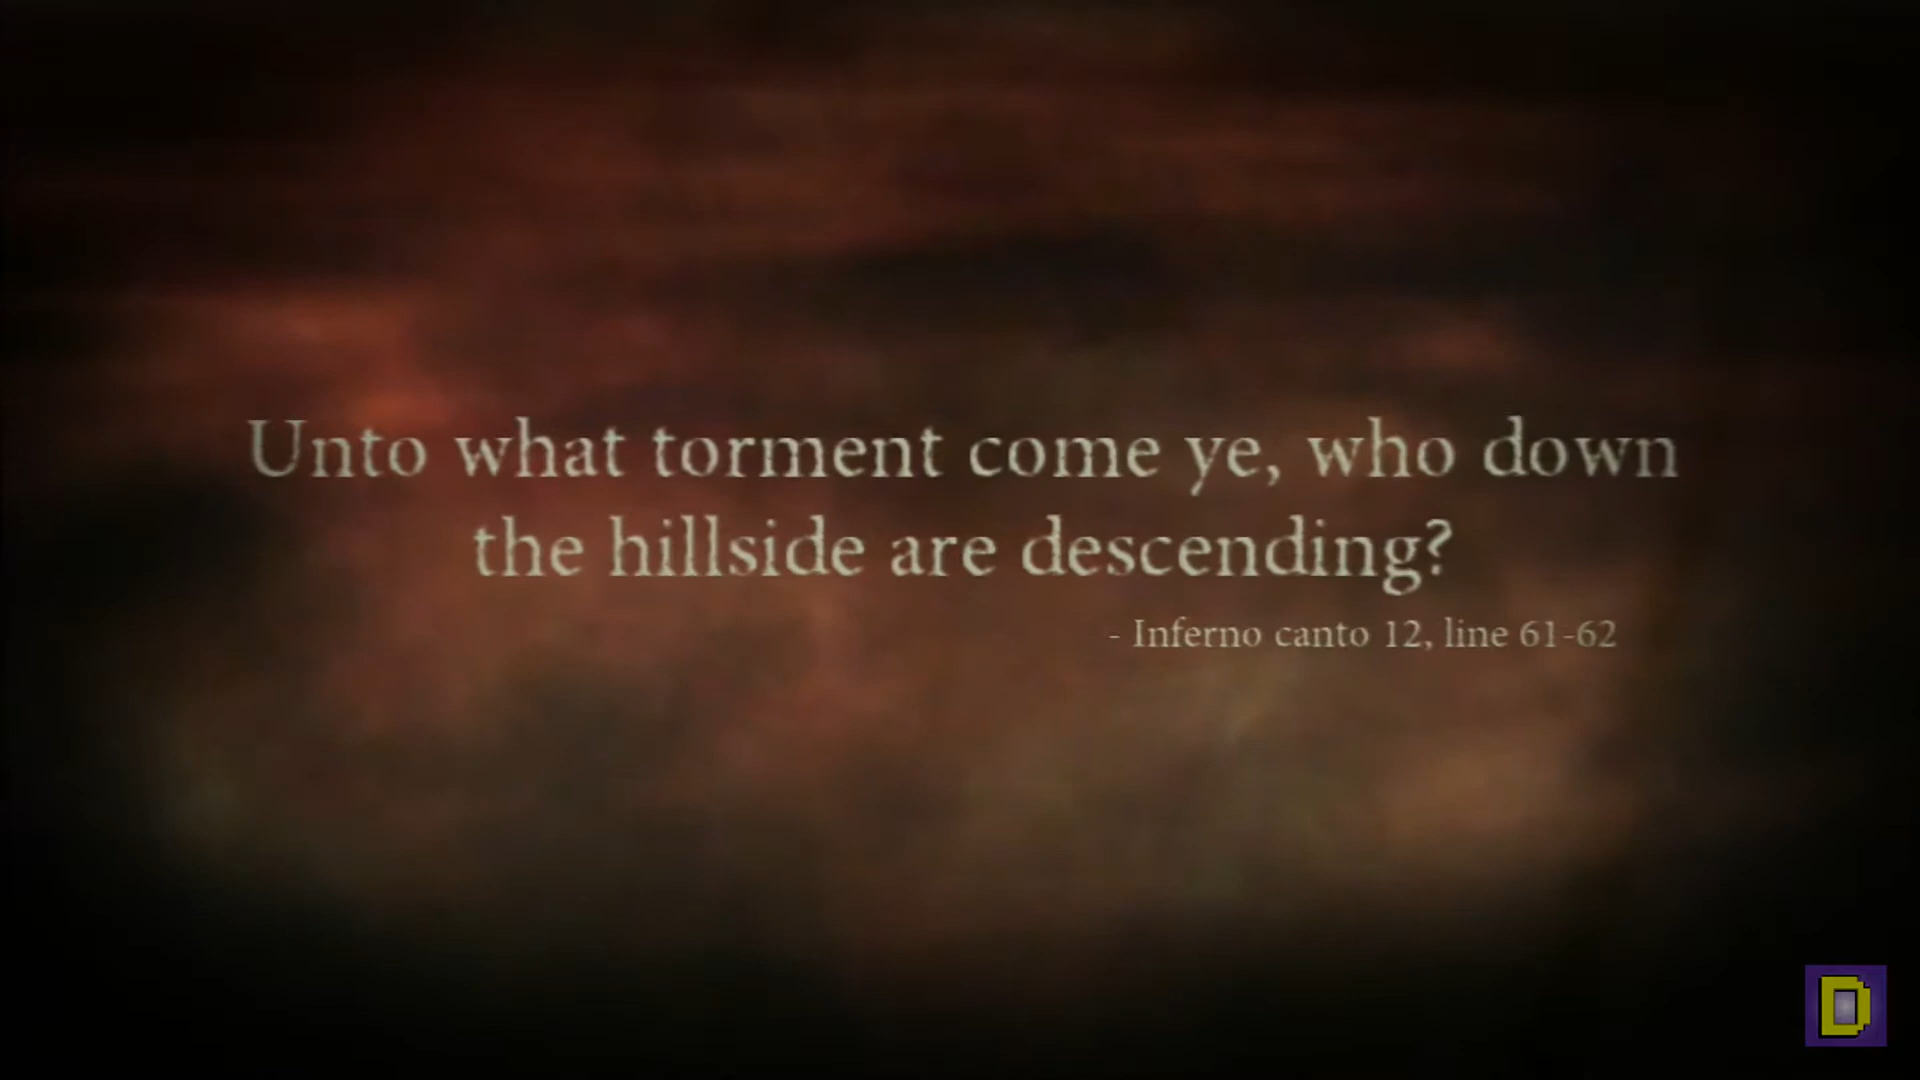 Unto what torment come ye, who down
the hillside are descending?
- Inferno canto 12, line 61-62
D